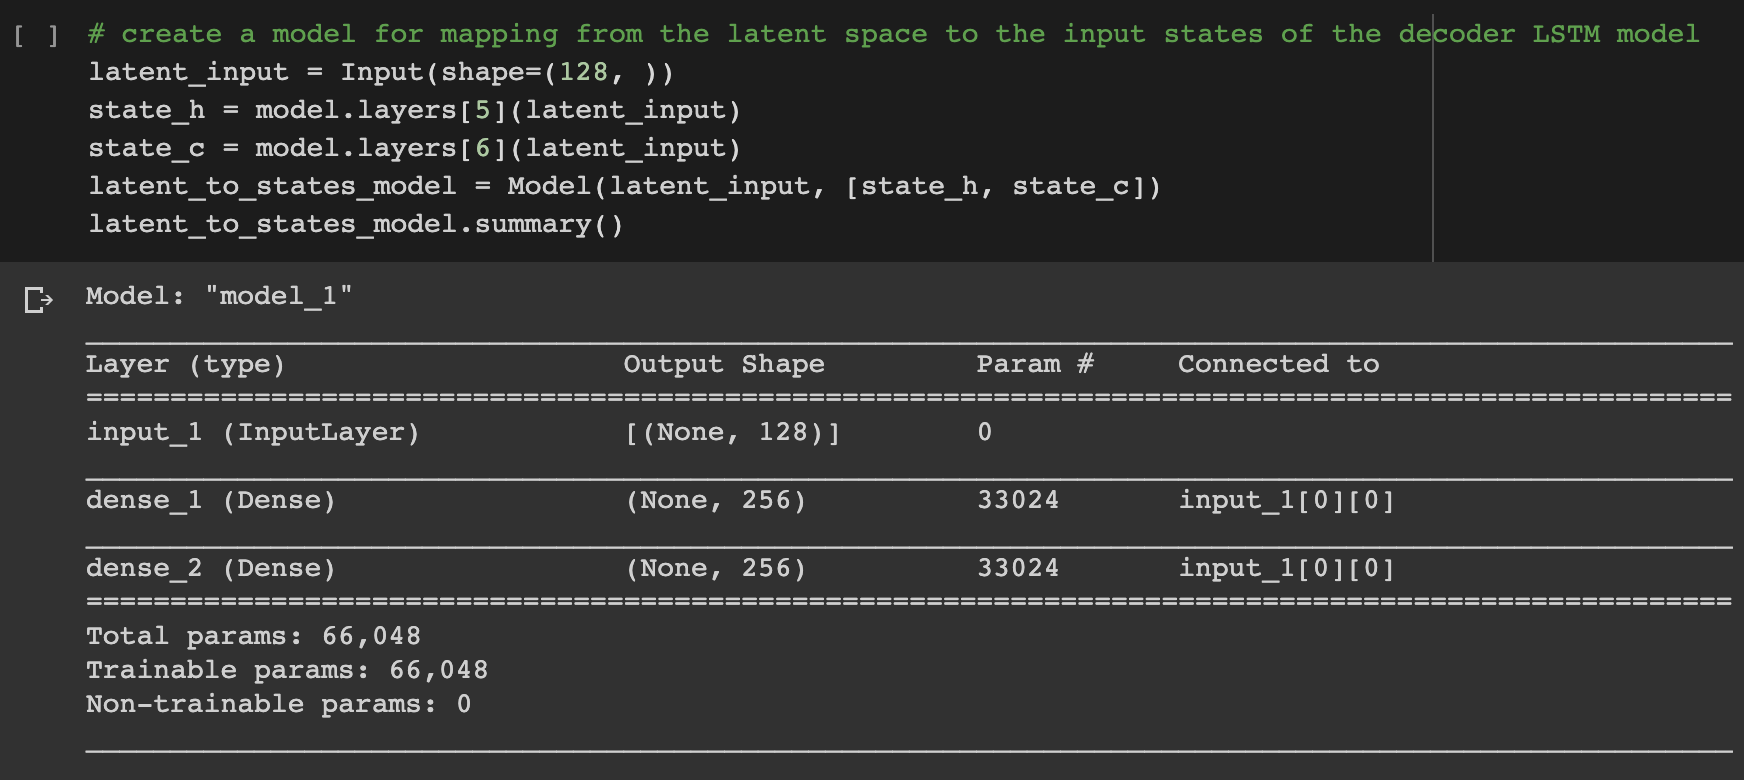 [ ] # create a model for mapping from the latent space to the input states of the decoder LSTM model
latent_input = Input(shape=(128, ))
state_h = model.layers[5](latent_input)
state_c = model.layers[6](latent_input)
latent_to_states_model = Model(latent_input, [state_h, state_c])
latent_to_states_model.summary()
Model: "model_1"
Layer (type) Output Shape Param # Connected to
==================================================================================================
input_1 (InputLayer) [(None, 128)] 0
dense_1 (Dense) (None, 256) 33024 input_1[0][0]
dense_2 (Dense) (None, 256) 33024 input_1[0][0]
==================================================================================================
Total params: 66,048
Trainable params: 66,048
Non-trainable params: 0